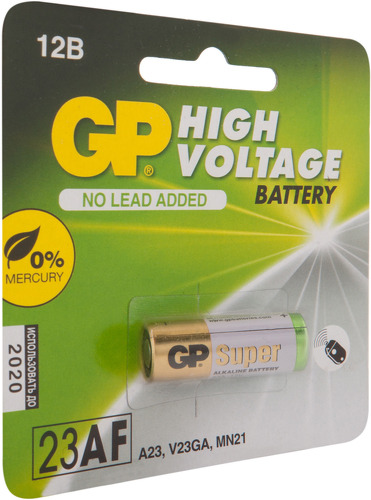 12В
GP®
HIGH
VOLTAGE
BATTERY
NO LEAD ADDED
0%
MERCURY
GP Super
ALKALINE BATTERY
ИСПОЛЬЗОВАТЬ ДО
2020
23AF
A23, V23GA, MN21